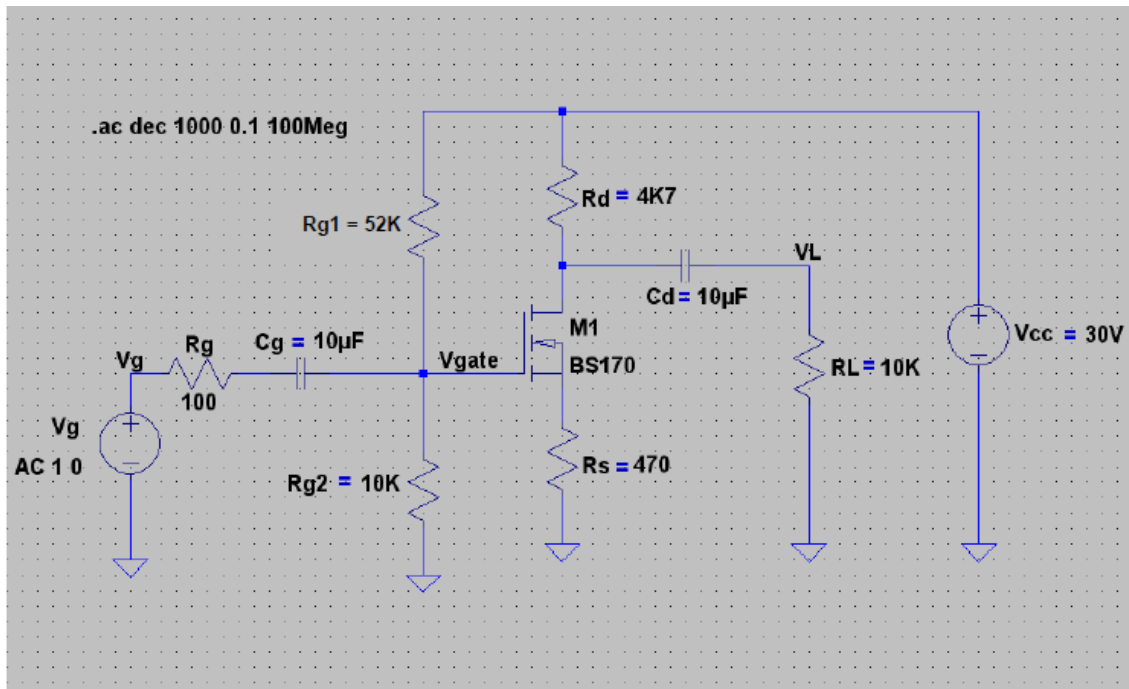 .ac dec 1000 0.1 100Meg
Rd = 4K7
Rg1 = 52K
VL
Cd = 10µF
M1
Vcc = 30V
Rg
Cg = 10µF
Vg
Vgate
BS170
RL = 10K
100
Vg
AC 1 0
Rs = 470
Rg2 = 10K